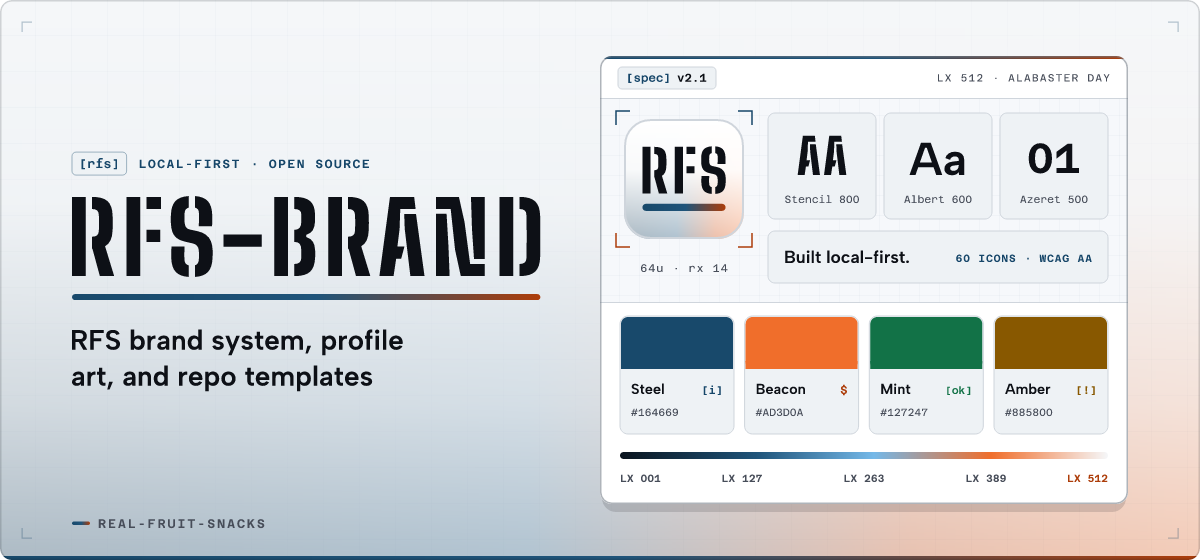 [rfs] LOCAL-FIRST · OPEN SOURCE
RFS-BRAND
RFS brand system, profile
art, and repo templates
REAL-FRUIT-SNACKS
[spec] v2.1
LX 512 · ALABASTER DAY
RFS
64u · rx 14
AA
Stencil 800
Aa
Albert 600
01
Azeret 500
Built local-first.
60 ICONS · WCAG AA
Steel [i]
#164669
Beacon $
#AD3D0A
Mint [ok]
#127247
Amber [!]
#885800
LX 001 LX 127 LX 263 LX 389 LX 512